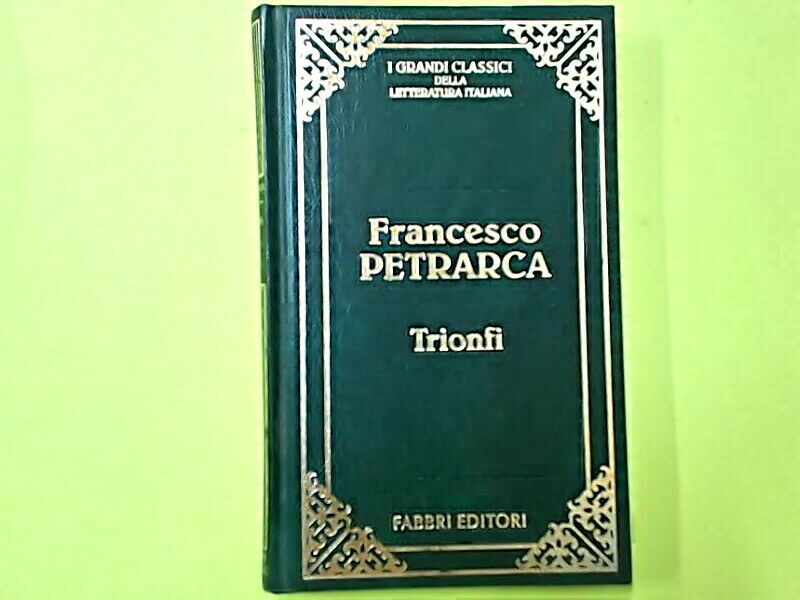 I GRANDI CLASSICI
DELLA
LETTERATURA ITALIANA
Francesco
PETRARCA
Trionfi
FABBRI EDITORI